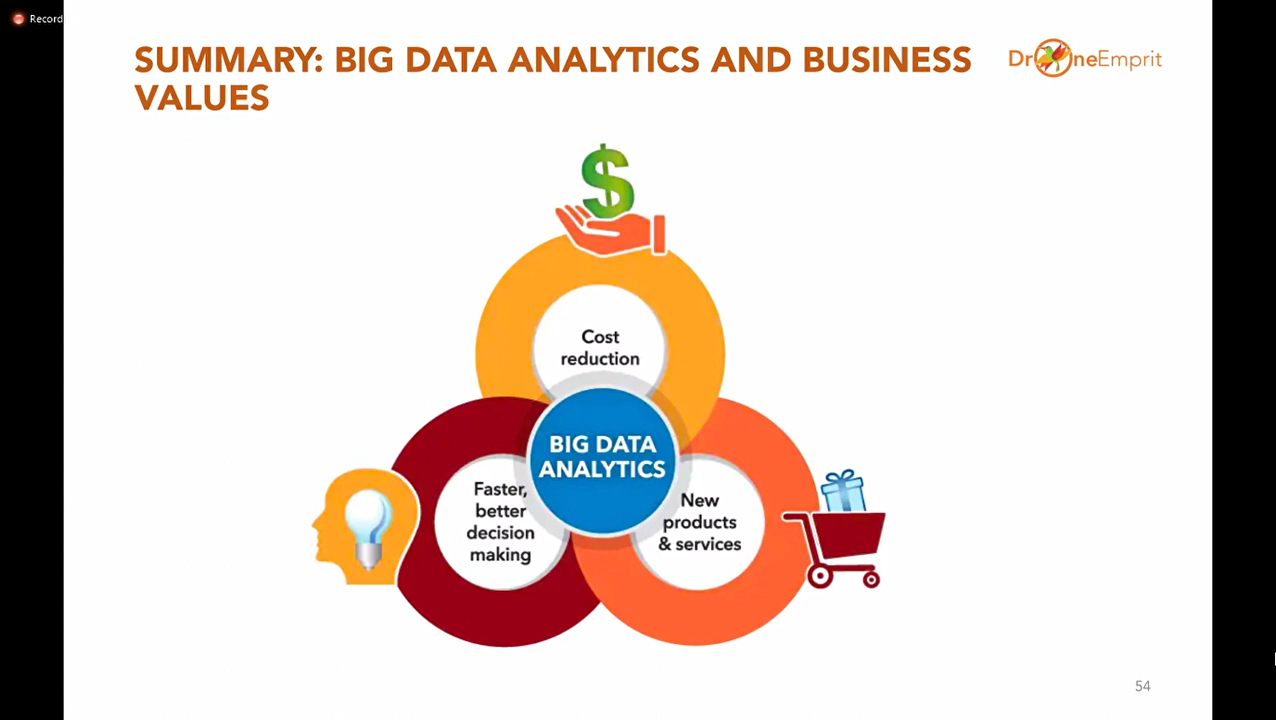 Record
SUMMARY: BIG DATA ANALYTICS AND BUSINESS
VALUES
DroneEmprit
$
Cost
reduction
BIG DATA
ANALYTICS
Faster,
better
decision
making
New
products
& services
54